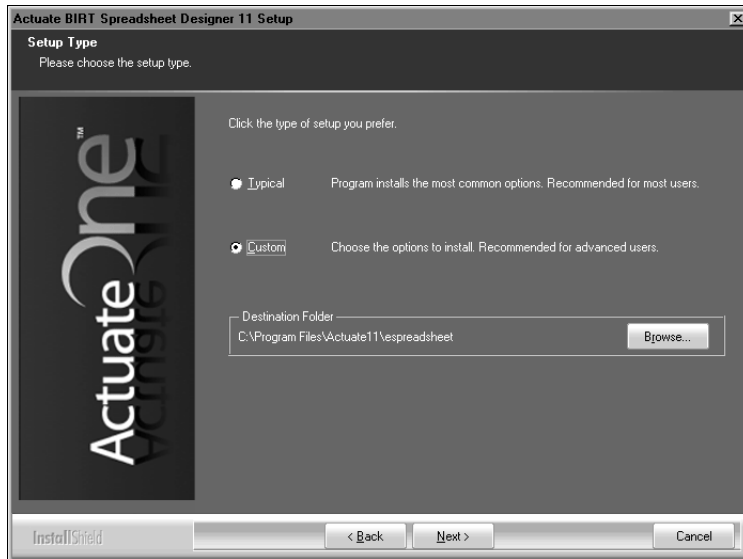 Actuate BIRT Spreadsheet Designer 11 Setup
Setup Type
Please choose the setup type.
Click the type of setup you prefer.
Typical Program installs the most common options. Recommended for most users.
Custom Choose the options to install. Recommended for advanced users.
Destination Folder
C:\Program Files\Actuate11\espreadsheet
Browse...
ActuateOne™
InstallShield
< Back
Next >
Cancel